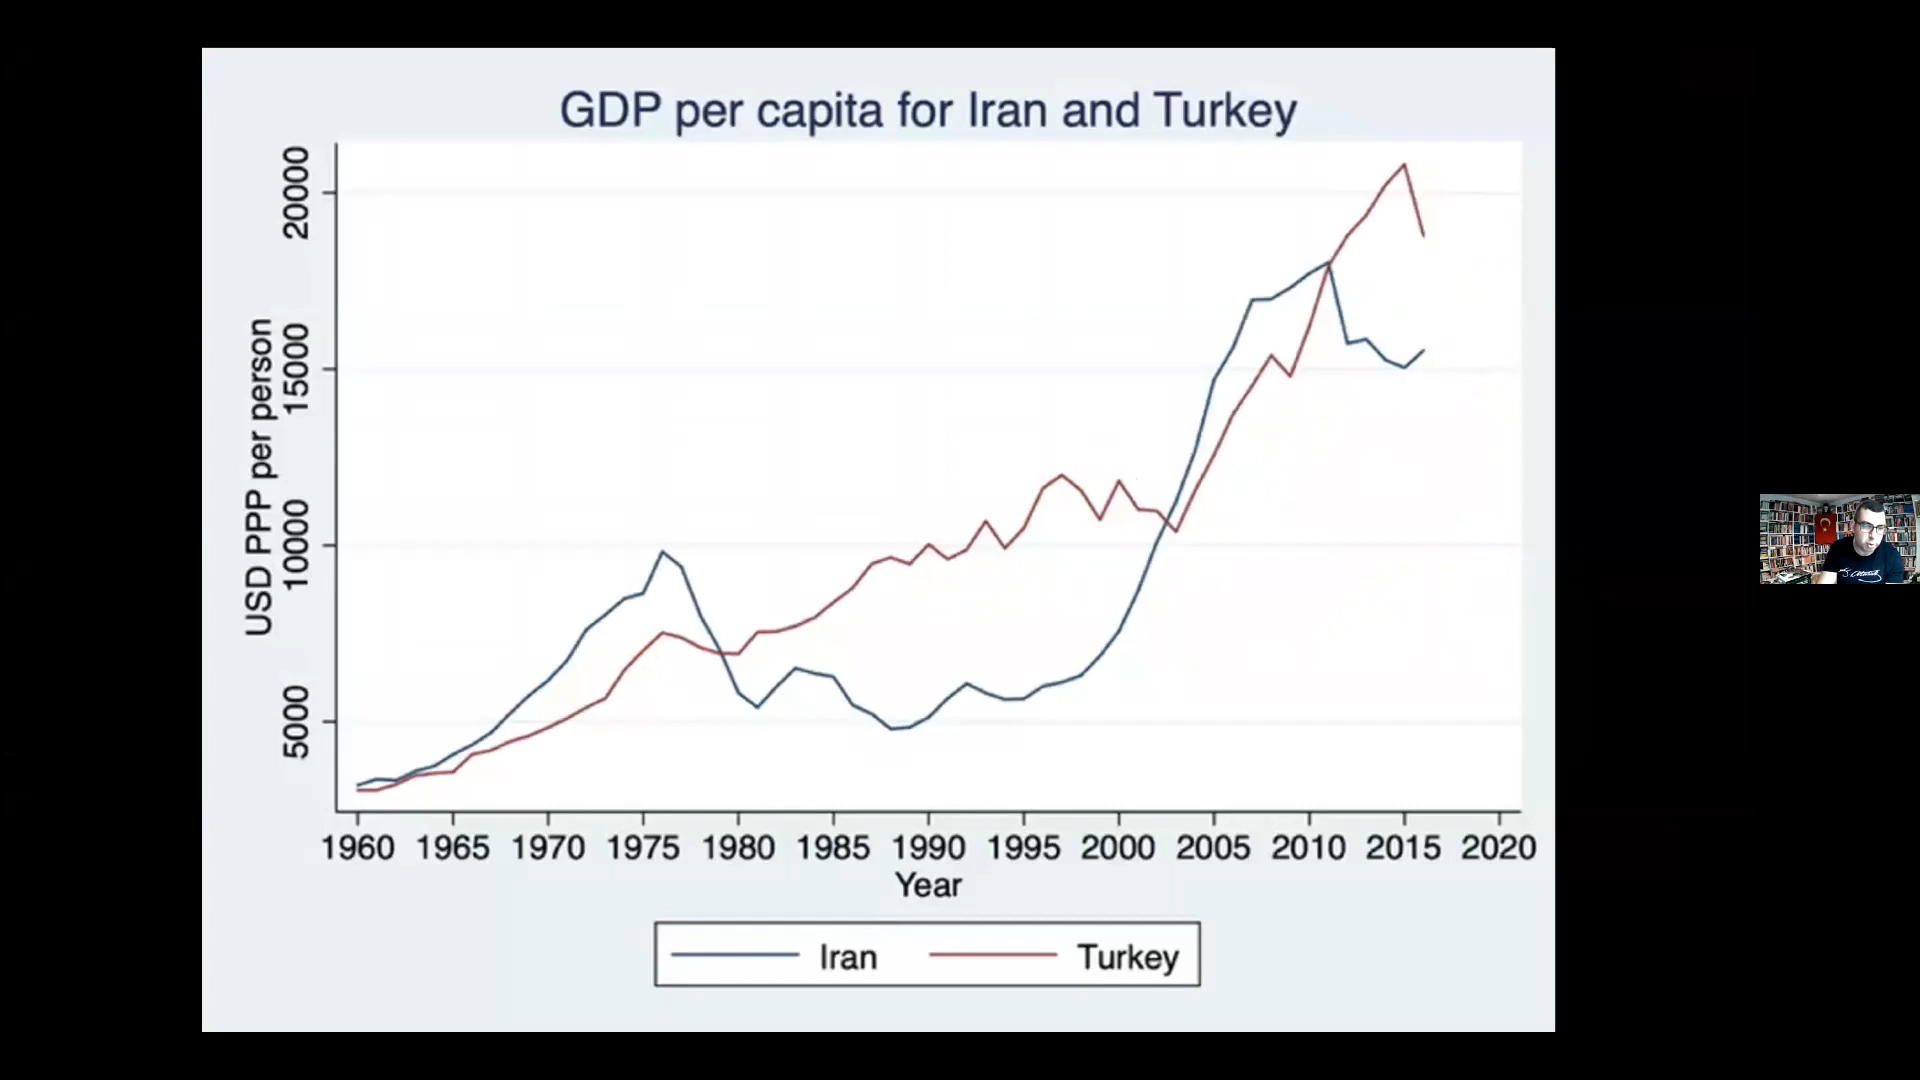 GDP per capita for Iran and Turkey
USD PPP per person
20000
15000
10000
5000
1960 1965 1970 1975 1980 1985 1990 1995 2000 2005 2010 2015 2020
Year
Iran Turkey